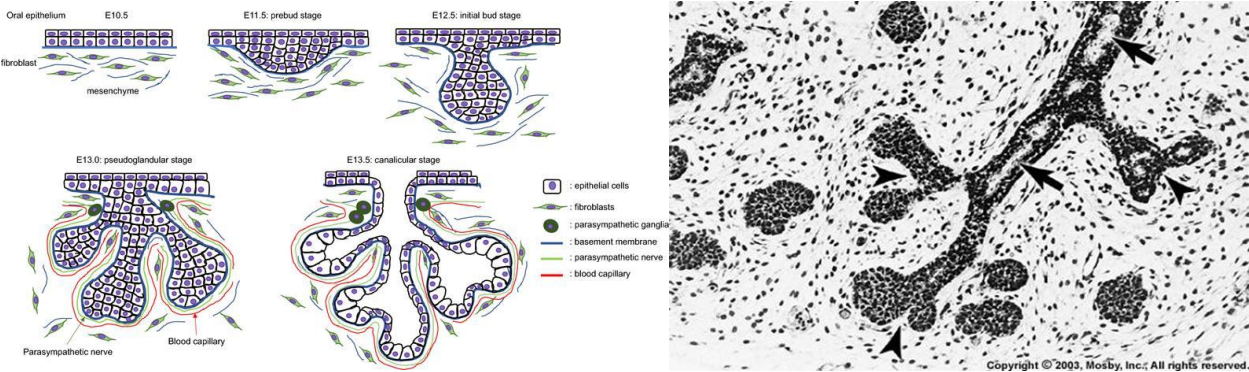 Oral epithelium
E10.5
fibroblast
mesenchyme
E11.5: prebud stage
E12.5: initial bud stage
E13.0: pseudoglandular stage
Parasympathetic nerve
Blood capillary
E13.5: canalicular stage
: epithelial cells
: fibroblasts
: parasympathetic ganglia
: basement membrane
: parasympathetic nerve
: blood capillary
Copyright © 2003, Mosby, Inc., All rights reserved.